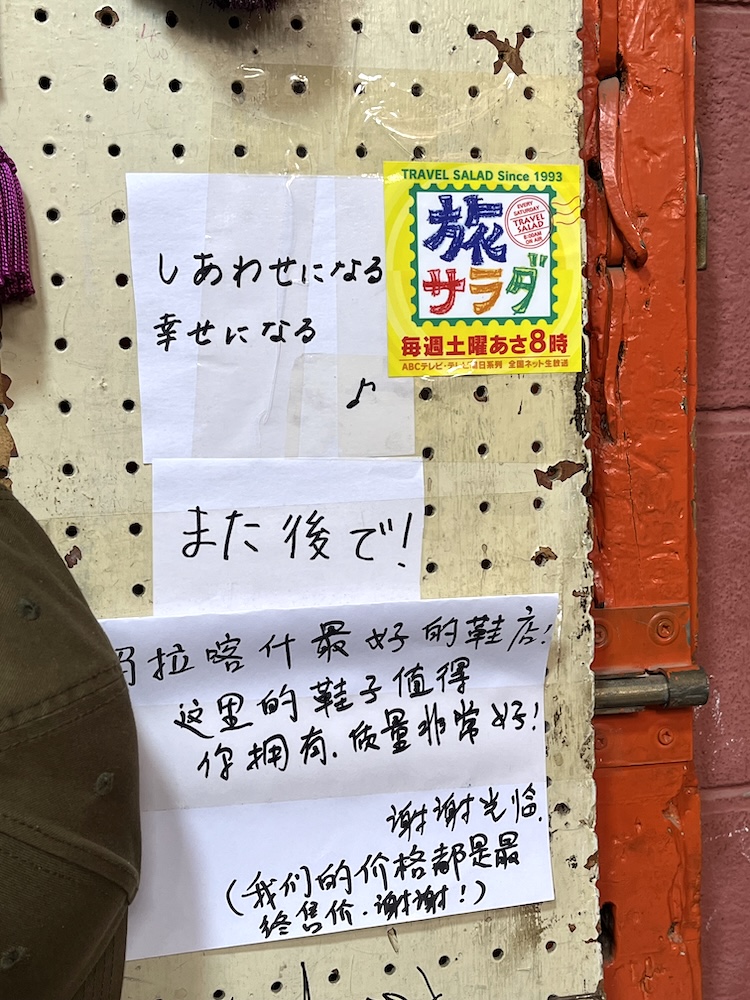 TRAVEL SALAD Since 1993
旅
サラダ
EVERY
SATURDAY
TRAVEL
SALAD
8:00AM
ON AIR
毎週土曜あさ8時
ABCテレビ・テレビ朝日系列 全国ネット生放送
しあわせになる
幸せになる
♪
また後で!
拉喀什最好的鞋店!
这里的鞋子值得
你拥有.质量非常好!
谢谢光临.
(我们的价格都是最
终售价.谢谢!)